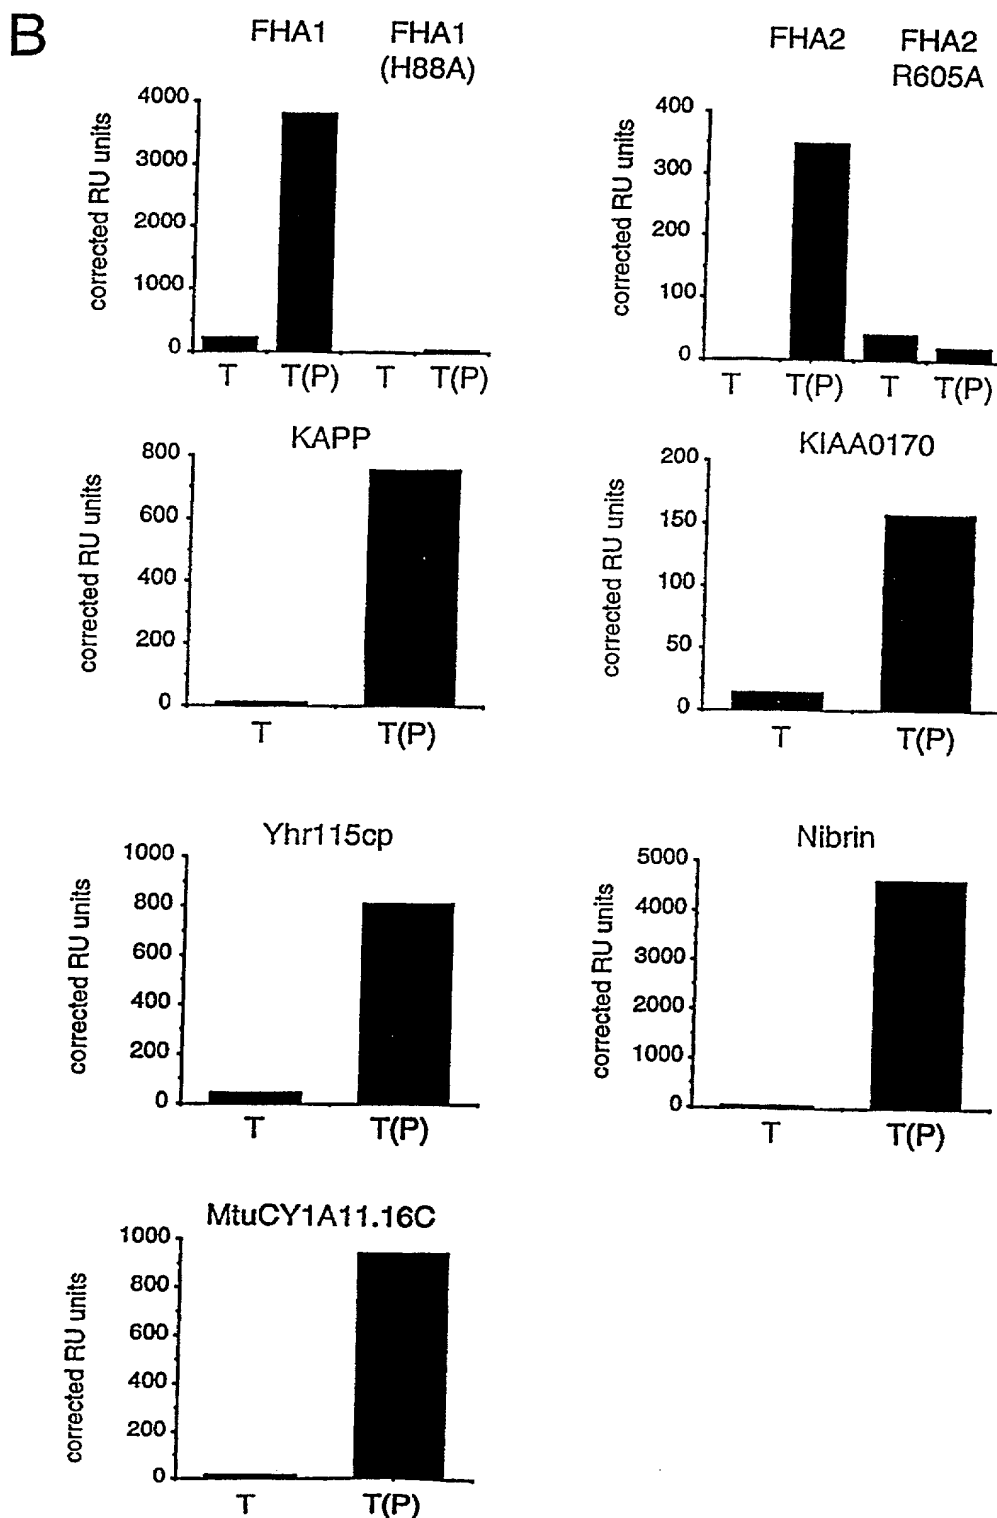 B
FHA1
FHA1
(H88A)
corrected RU units
4000
3000
2000
1000
0
T
T(P)
T
T(P)
FHA2
FHA2
R605A
corrected RU units
400
300
200
100
0
T
T(P)
T
T(P)
KAPP
corrected RU units
800
600
400
200
0
T
T(P)
KIAA0170
corrected RU units
200
150
100
50
0
T
T(P)
Yhr115cp
corrected RU units
1000
800
600
400
200
0
T
T(P)
Nibrin
corrected RU units
5000
4000
3000
2000
1000
0
T
T(P)
MtuCY1A11.16C
corrected RU units
1000
800
600
400
200
0
T
T(P)